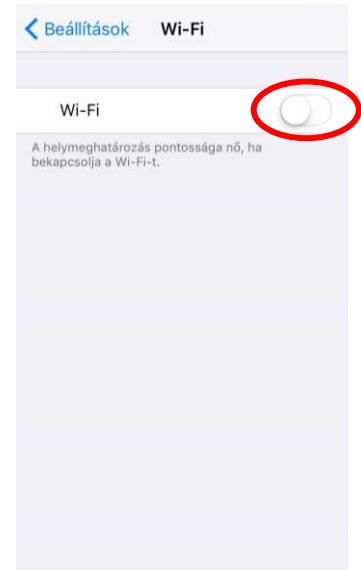 Beállítások Wi-Fi
Wi-Fi
A helymeghatározás pontossága nő, ha
bekapcsolja a Wi-Fi-t.